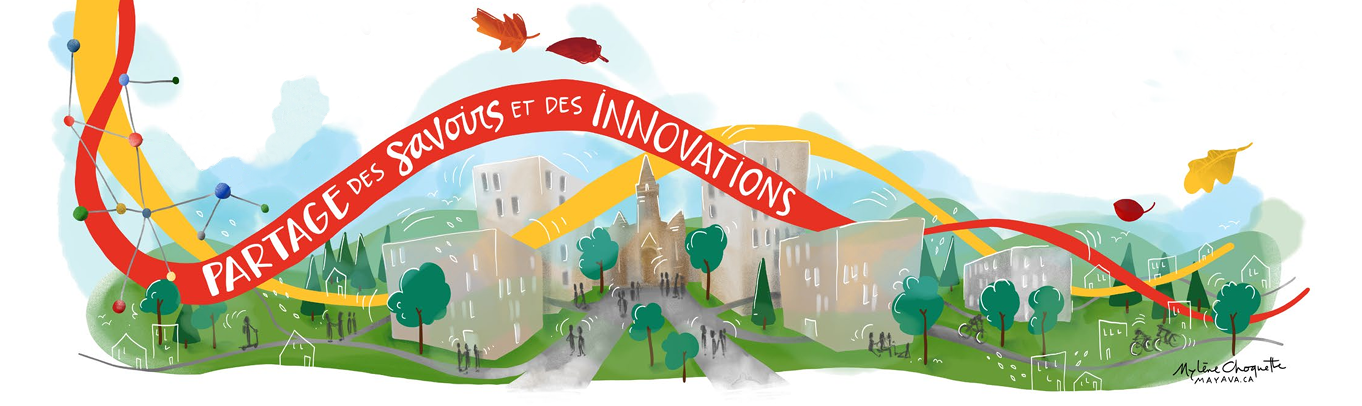 PARTAGE DES savoirs ET DES INNOVATIONS
Mylène Choquette
MAYAVA.CA